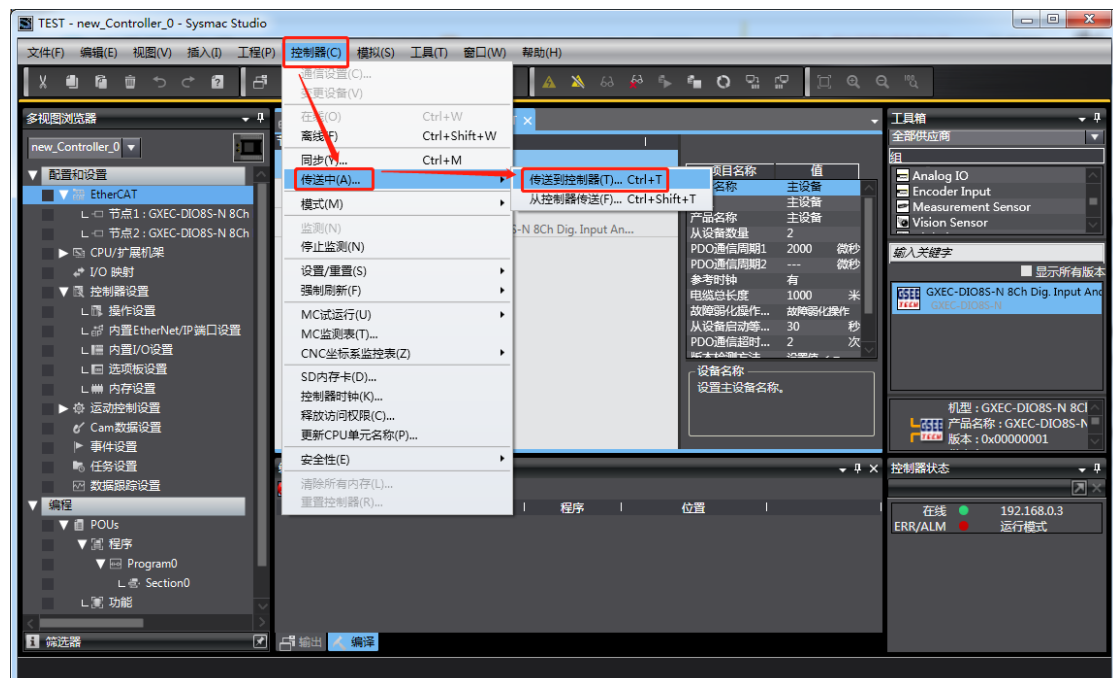 TEST - new_Controller_0 - Sysmac Studio
文件(F) 编辑(E) 视图(V) 插入(I) 工程(P) 控制器(C) 模拟(S) 工具(T) 窗口(W) 帮助(H)
多视图浏览器
new_Controller_0
配置和设置
EtherCAT
节点1 : GXEC-DIO8S-N 8Ch
节点2 : GXEC-DIO8S-N 8Ch
CPU/扩展机架
I/O 映射
控制器设置
操作设置
内置EtherNet/IP端口设置
内置I/O设置
选项板设置
内存设置
运动控制设置
Cam数据设置
事件设置
任务设置
数据跟踪设置
编程
POUs
程序
Program0
Section0
功能
筛选器
通信设置(C)...
变更设备(V)
在线(O) Ctrl+W
离线(F) Ctrl+Shift+W
同步(Y)... Ctrl+M
传送中(A)...
模式(M)
监测(N)
停止监测(N)
设置/重置(S)
强制刷新(F)
MC试运行(U)
MC监测表(T)...
CNC坐标系监控表(Z)
SD内存卡(D)...
控制器时钟(K)...
释放访问权限(C)...
更新CPU单元名称(P)...
安全性(E)
清除所有内存(L)...
重置控制器(R)...
传送到控制器(T)... Ctrl+T
从控制器传送(F)... Ctrl+Shift+T
S-N 8Ch Dig. Input An...
项目名称 值
名称 主设备
主设备
产品名称 主设备
从设备数量 2
PDO通信周期1 2000 微秒
PDO通信周期2 --- 微秒
参考时钟 有
电缆总长度 1000 米
故障弱化操作... 故障弱化操作
从设备启动等... 30 秒
PDO通信超时... 2 次
设备名称
设置主设备名称。
程序 位置
输出 编译
工具箱
全部供应商
组
Analog IO
Encoder Input
Measurement Sensor
Vision Sensor
输入关键字
显示所有版本
GXEC-DIO8S-N 8Ch Dig. Input And
GXEC-DIO8S-N
机型 : GXEC-DIO8S-N 8Cl
产品名称 : GXEC-DIO8S-N
版本 : 0x00000001
控制器状态
在线 192.168.0.3
ERR/ALM 运行模式